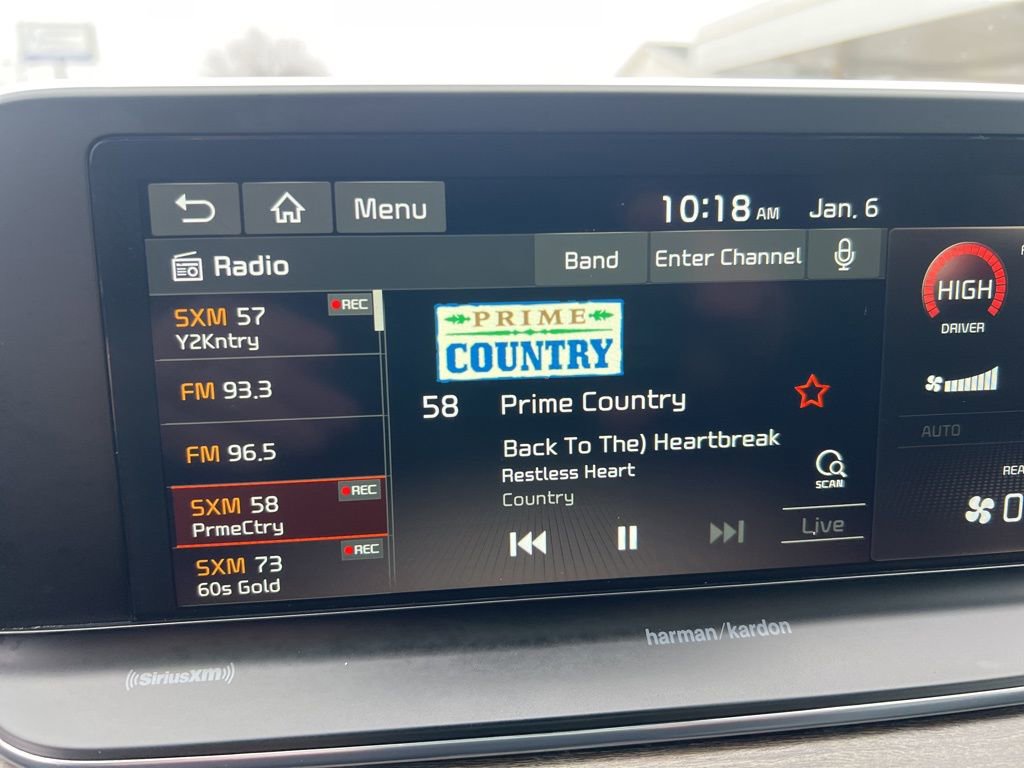 Menu
10:18 AM Jan. 6
Radio
Band
Enter Channel
SXM 57
REC
Y2Kntry
FM 93.3
FM 96.5
SXM 58
REC
PrmeCtry
SXM 73
REC
60s Gold
PRIME
COUNTRY
58 Prime Country
Back To The) Heartbreak
Restless Heart
Country
SCAN
Live
HIGH
DRIVER
AUTO
REA
0
harman/kardon
((SiriusXM))